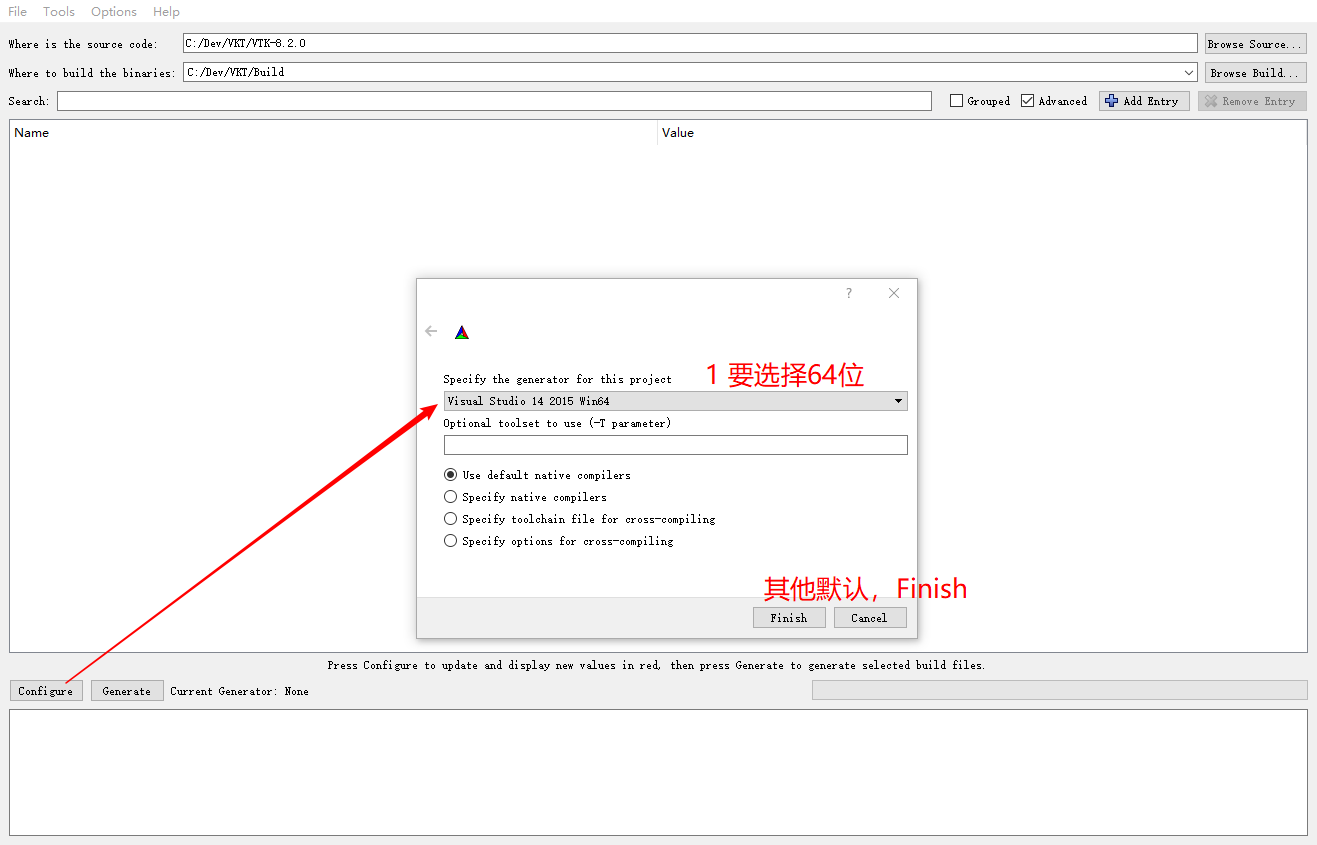 File Tools Options Help
Where is the source code: C:/Dev/VKT/VTK-8.2.0 Browse Source...
Where to build the binaries: C:/Dev/VKT/Build Browse Build...
Search: Grouped Advanced Add Entry Remove Entry
Name Value
?
Specify the generator for this project 1 要选择64位
Visual Studio 14 2015 Win64
Optional toolset to use (-T parameter)
Use default native compilers
Specify native compilers
Specify toolchain file for cross-compiling
Specify options for cross-compiling
其他默认，Finish
Finish Cancel
Press Configure to update and display new values in red, then press Generate to generate selected build files.
Configure Generate Current Generator: None